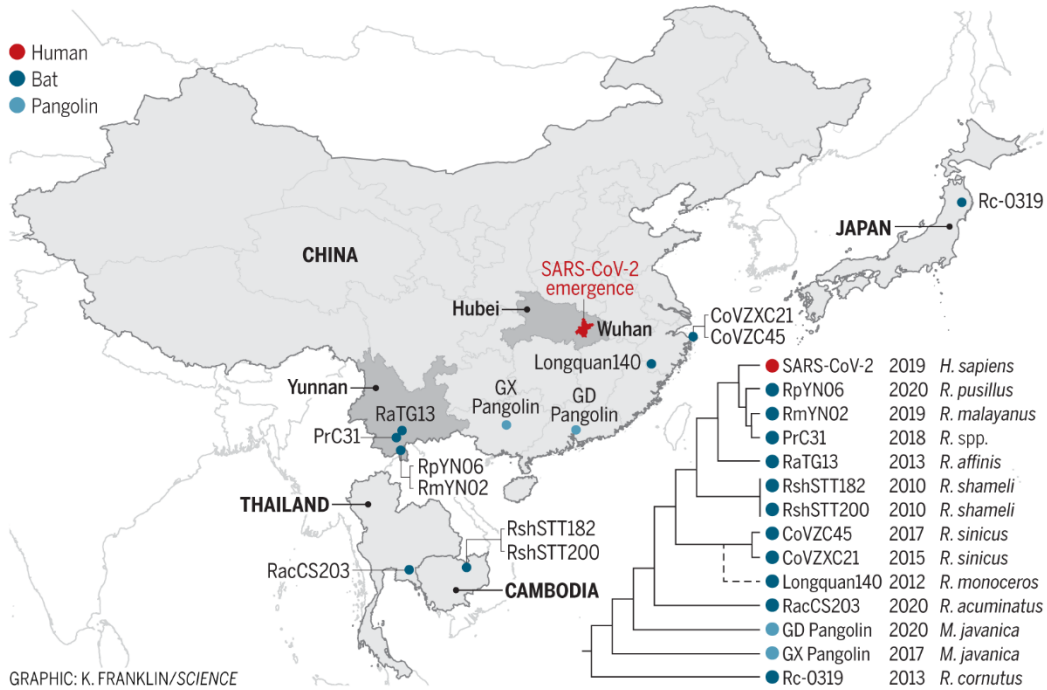 Human
Bat
Pangolin
Rc-0319
JAPAN
CHINA
SARS-CoV-2
emergence
Hubei
Wuhan
CoVZXC21
CoVZC45
Longquan140
Yunnan
GX
Pangolin
GD
Pangolin
RaTG13
PrC31
RpYN06
RmYN02
THAILAND
RshSTT182
RshSTT200
RacCS203
CAMBODIA
SARS-CoV-2 2019 H. sapiens
RpYN06 2020 R. pusillus
RmYN02 2019 R. malayanus
PrC31 2018 R. spp.
RaTG13 2013 R. affinis
RshSTT182 2010 R. shameli
RshSTT200 2010 R. shameli
CoVZC45 2017 R. sinicus
CoVZXC21 2015 R. sinicus
Longquan140 2012 R. monoceros
RacCS203 2020 R. acuminatus
GD Pangolin 2020 M. javanica
GX Pangolin 2017 M. javanica
Rc-0319 2013 R. cornutus
GRAPHIC: K. FRANKLIN/SCIENCE